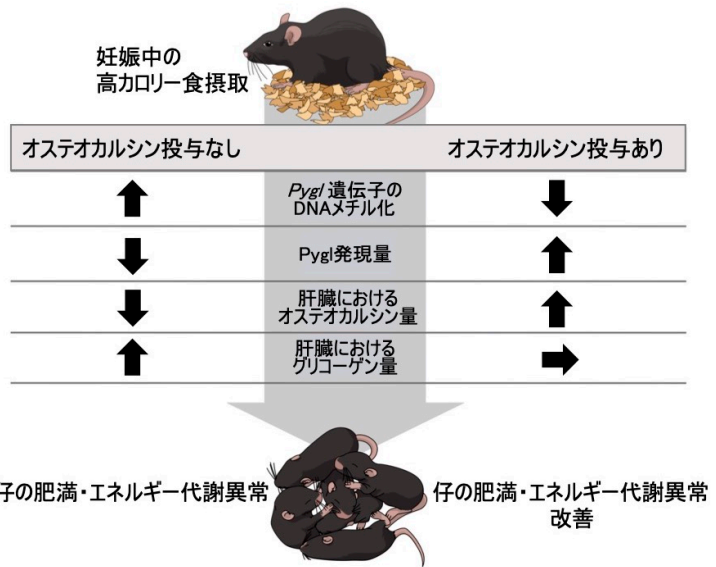 妊娠中の
高カロリー食摂取
オステオカルシン投与なし
オステオカルシン投与あり
Pygl 遺伝子の
DNAメチル化
Pygl発現量
肝臓における
オステオカルシン量
肝臓における
グリコーゲン量
仔の肥満・エネルギー代謝異常
仔の肥満・エネルギー代謝異常
改善